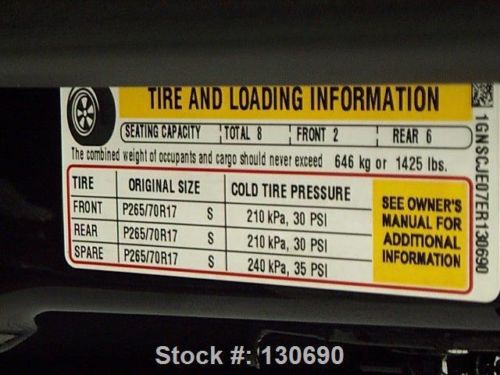 TIRE AND LOADING INFORMATION
SEATING CAPACITY TOTAL 8 FRONT 2 REAR 6
The combined weight of occupants and cargo should never exceed 646 kg or 1425 lbs.
TIRE ORIGINAL SIZE COLD TIRE PRESSURE
FRONT P265/70R17 S 210 kPa, 30 PSI
REAR P265/70R17 S 210 kPa, 30 PSI
SPARE P265/70R17 S 240 kPa, 35 PSI
SEE OWNER'S
MANUAL FOR
ADDITIONAL
INFORMATION
1GNSCJE07ER130690
Stock #: 130690